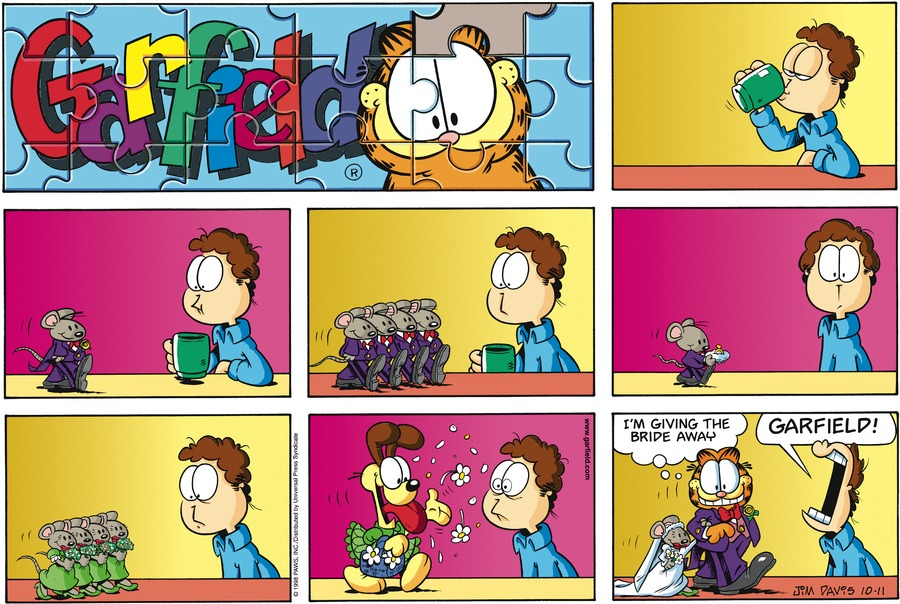 Garfield
®
© 1998 PAWS, INC./Distributed by Universal Press Syndicate
www.garfield.com
I'M GIVING THE
BRIDE AWAY
GARFIELD!
JIM DAVIS 10-11